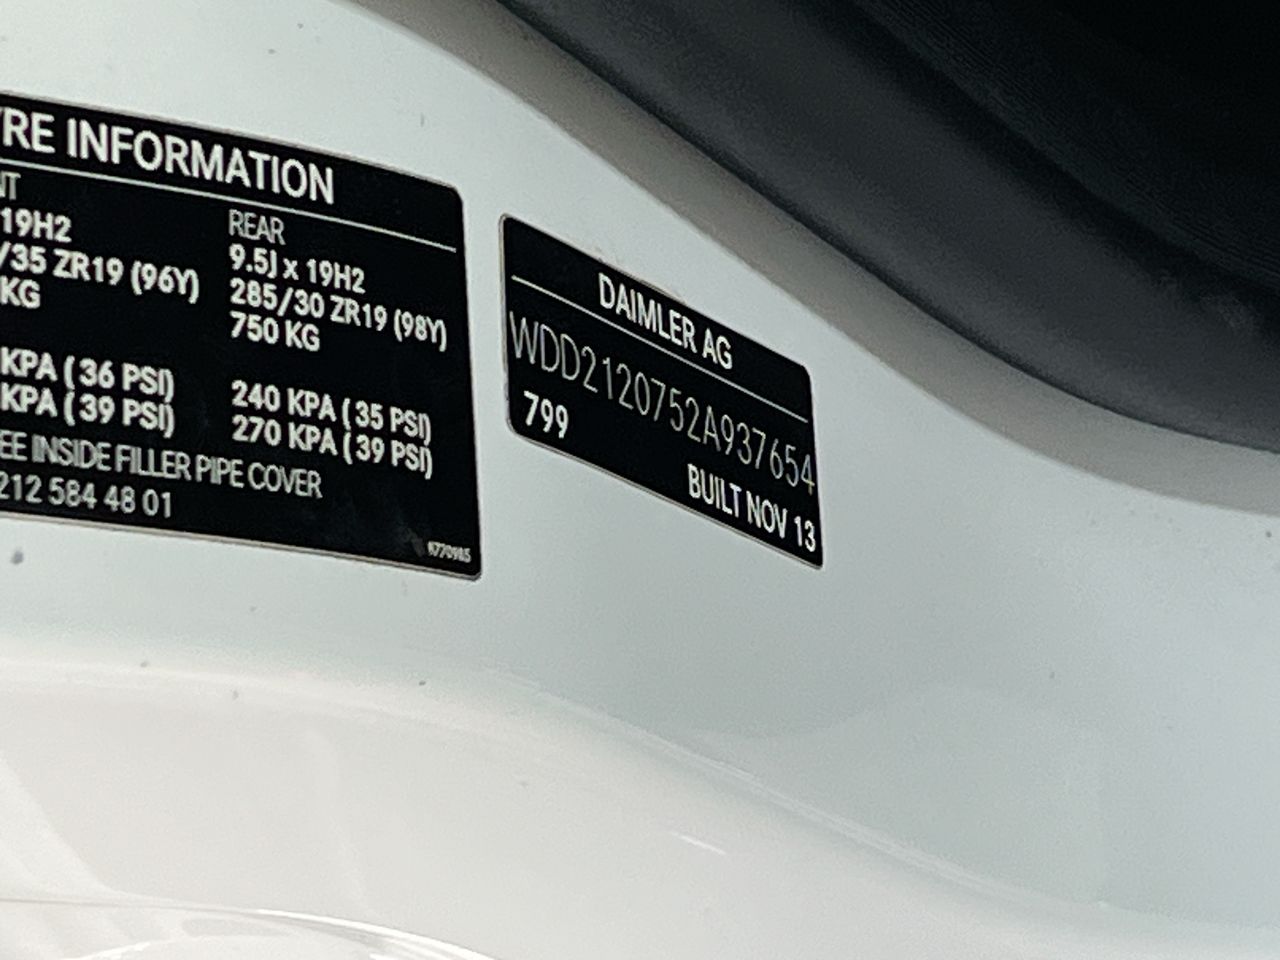 YRE INFORMATION
NT
REAR
19H2
9.5J x 19H2
/35 ZR19 (96Y)
285/30 ZR19 (98Y)
KG
750 KG
KPA ( 36 PSI)
240 KPA ( 35 PSI)
KPA ( 39 PSI)
270 KPA ( 39 PSI)
EE INSIDE FILLER PIPE COVER
212 584 48 01
DAIMLER AG
WDD2120752A937654
799
BUILT NOV 13